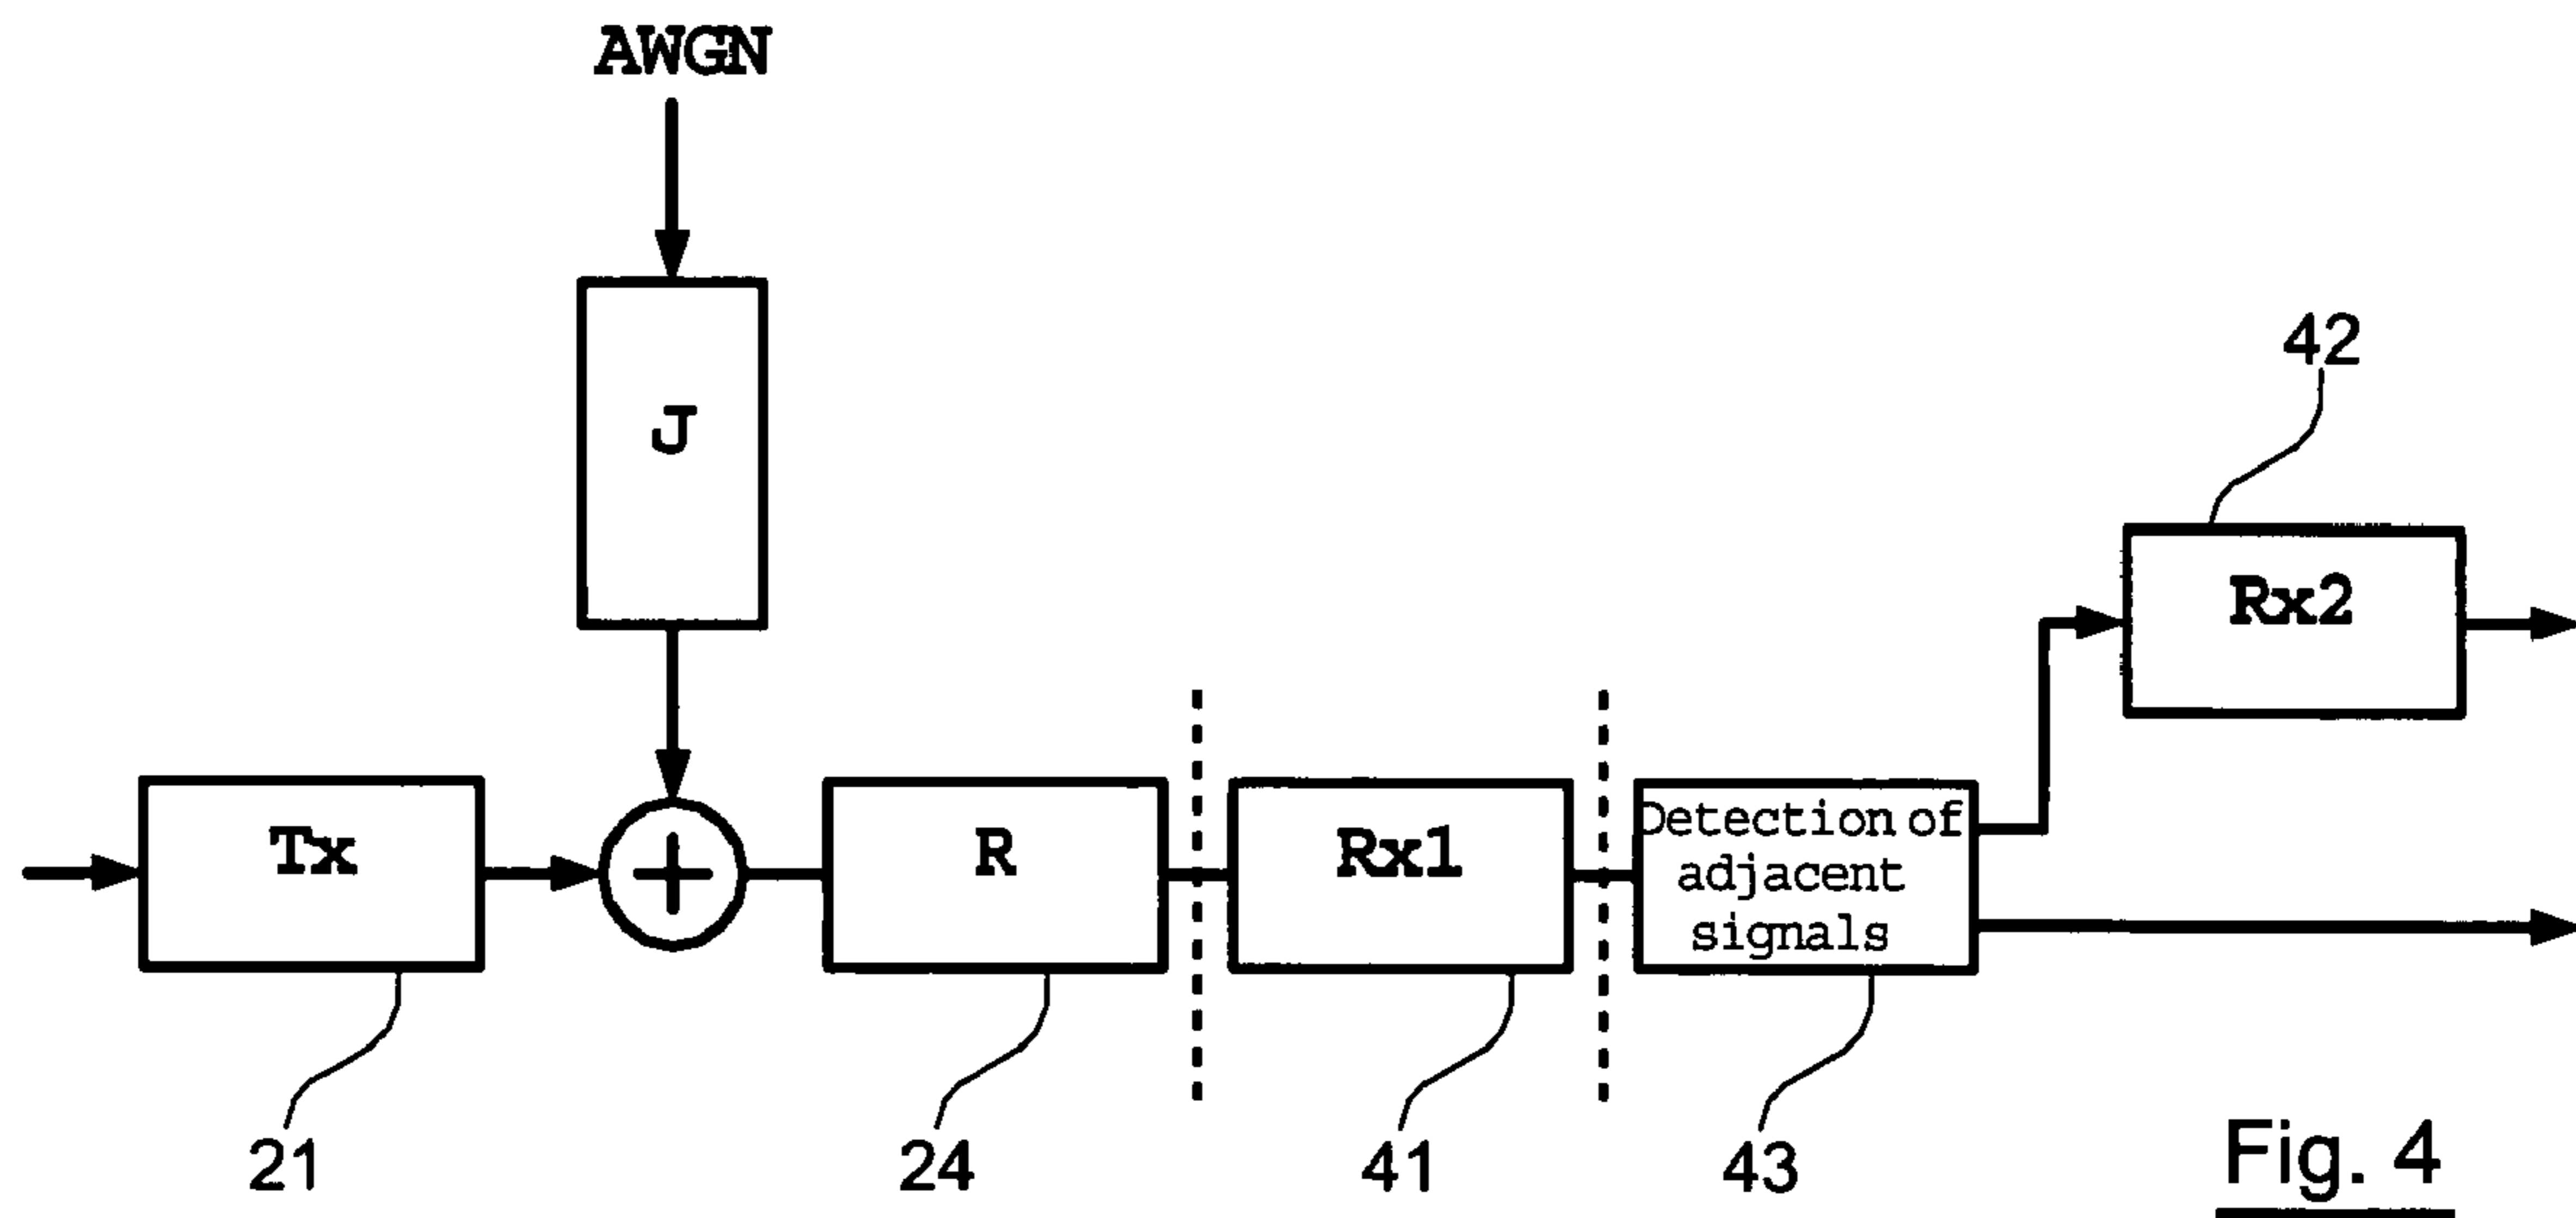 AWGN
J
42
Rx2
Tx
R
Rx1
Detection of
adjacent
signals
21
24
41
43
Fig. 4